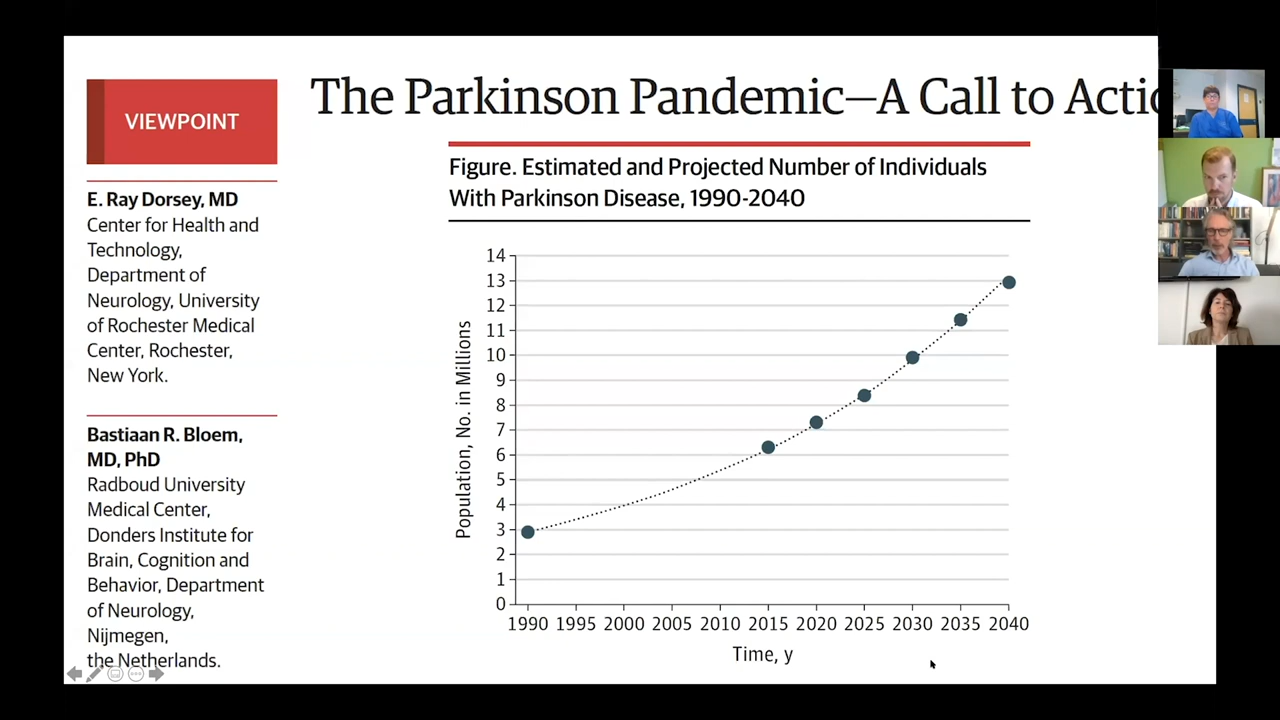 The Parkinson Pandemic—A Call to Actio
VIEWPOINT
E. Ray Dorsey, MD
Center for Health and
Technology,
Department of
Neurology, University
of Rochester Medical
Center, Rochester,
New York.
Bastiaan R. Bloem,
MD, PhD
Radboud University
Medical Center,
Donders Institute for
Brain, Cognition and
Behavior, Department
of Neurology,
Nijmegen,
the Netherlands.
Figure. Estimated and Projected Number of Individuals
With Parkinson Disease, 1990-2040
Population, No. in Millions
14
13
12
11
10
9
8
7
6
5
4
3
2
1
0
1990 1995 2000 2005 2010 2015 2020 2025 2030 2035 2040
Time, y